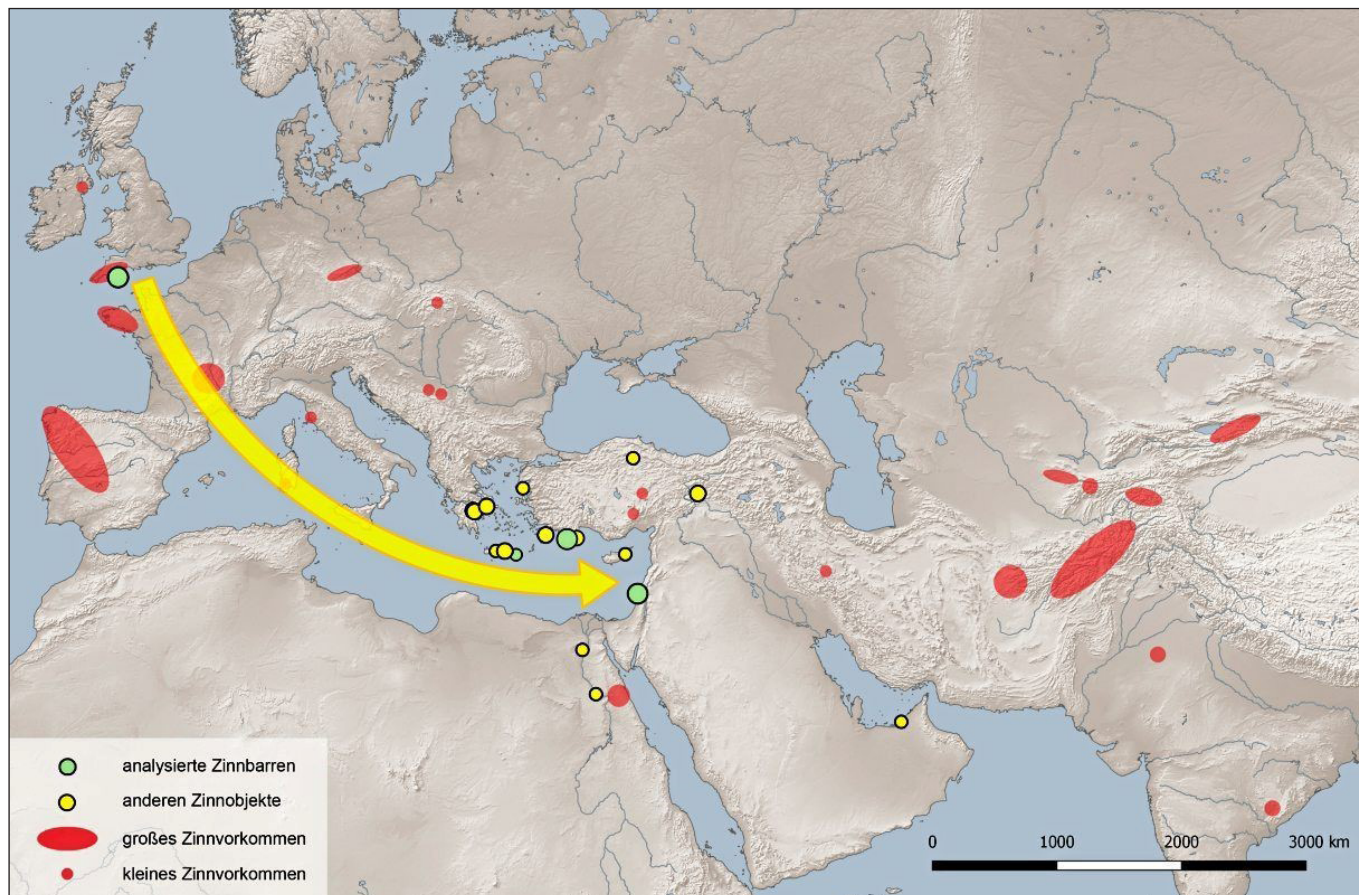 analysierte Zinnbarren
anderen Zinnobjekte
großes Zinnvorkommen
kleines Zinnvorkommen
0 1000 2000 3000 km